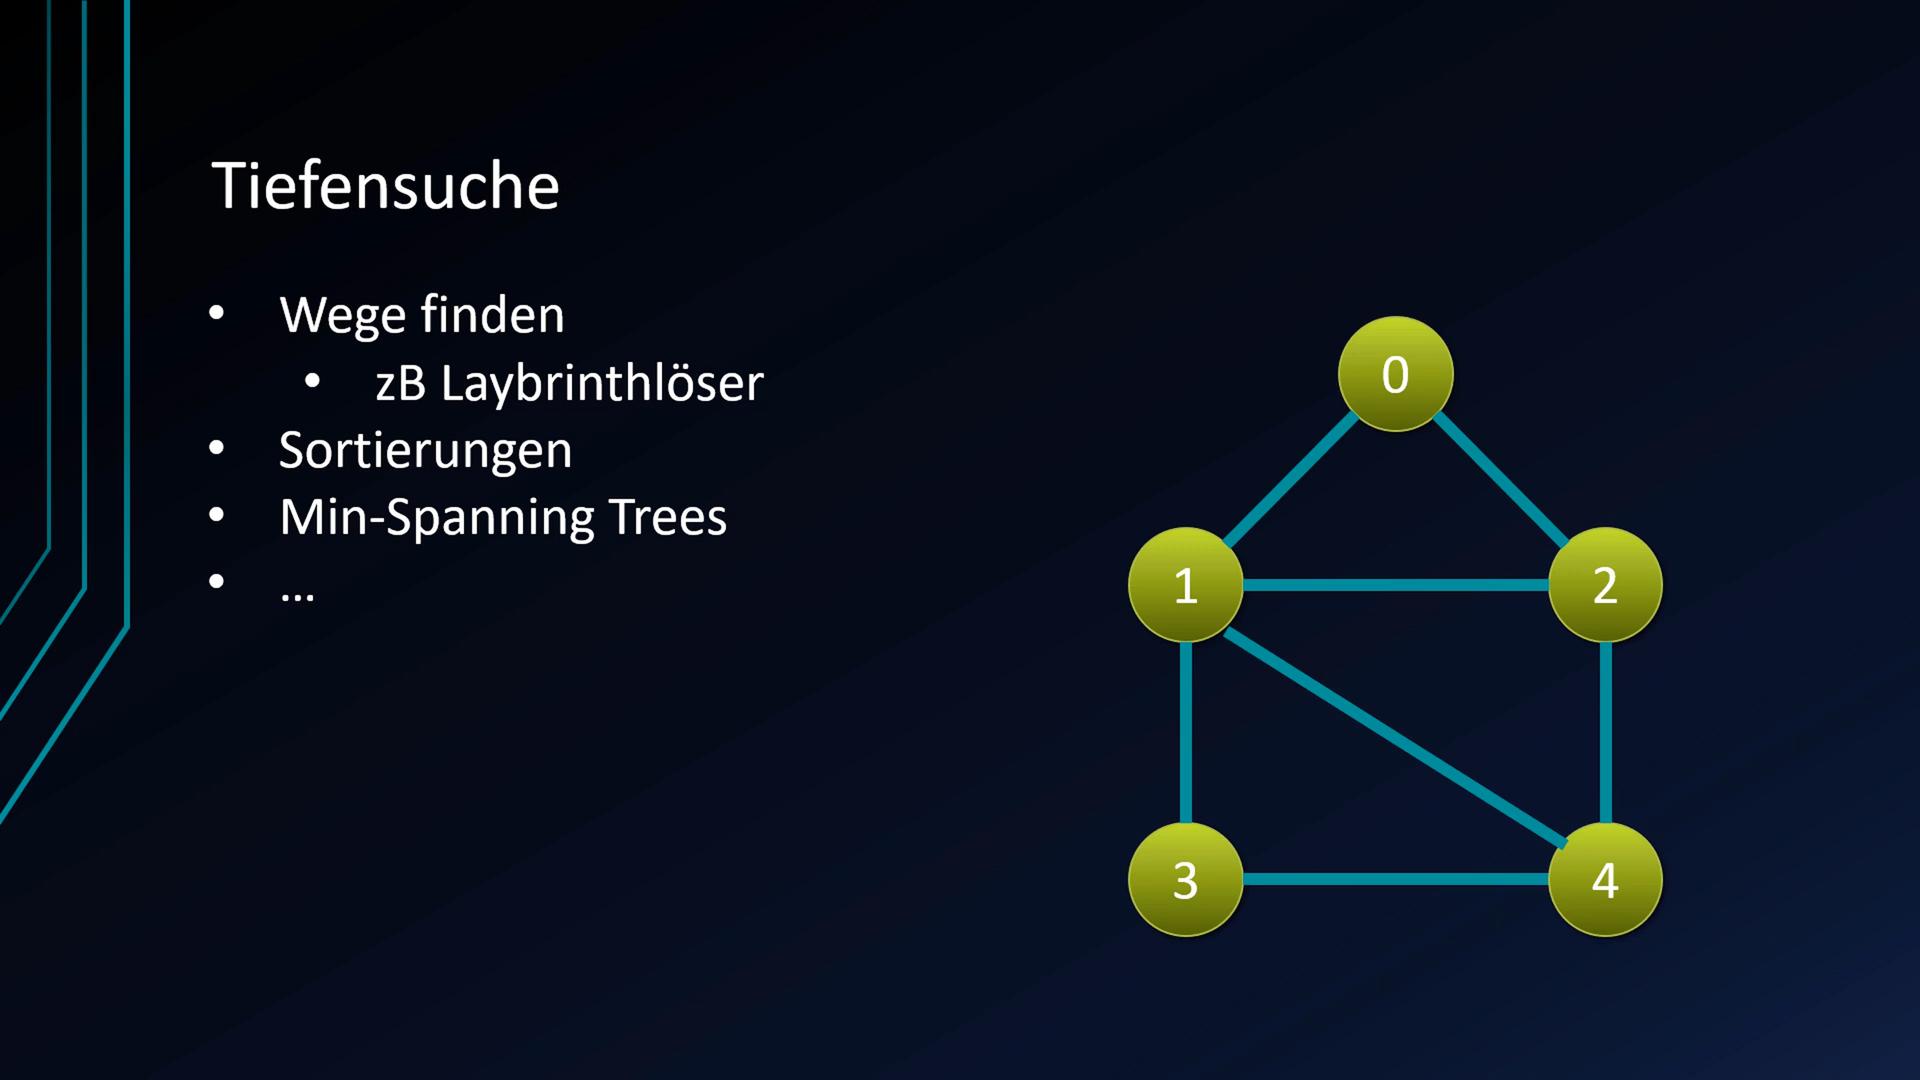 Tiefensuche
• Wege finden
• zB Laybrinthlöser
• Sortierungen
• Min-Spanning Trees
• ...
0
1
2
3
4